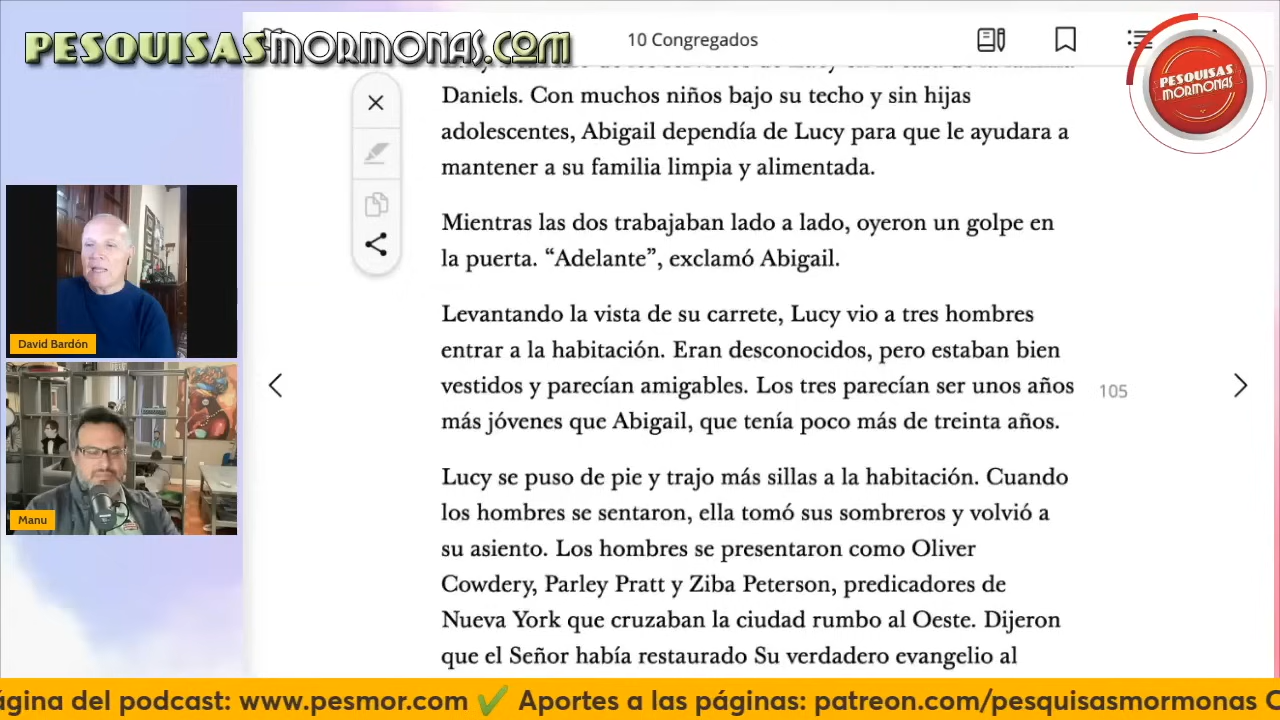 PESQUISASMORMONAS.COM
10 Congregados
PESQUISAS
MORMONAS
Daniels. Con muchos niños bajo su techo y sin hijas
adolescentes, Abigail dependía de Lucy para que le ayudara a
mantener a su familia limpia y alimentada.
Mientras las dos trabajaban lado a lado, oyeron un golpe en
la puerta. “Adelante”, exclamó Abigail.
Levantando la vista de su carrete, Lucy vio a tres hombres
entrar a la habitación. Eran desconocidos, pero estaban bien
vestidos y parecían amigables. Los tres parecían ser unos años
más jóvenes que Abigail, que tenía poco más de treinta años.
105
Lucy se puso de pie y trajo más sillas a la habitación. Cuando
los hombres se sentaron, ella tomó sus sombreros y volvió a
su asiento. Los hombres se presentaron como Oliver
Cowdery, Parley Pratt y Ziba Peterson, predicadores de
Nueva York que cruzaban la ciudad rumbo al Oeste. Dijeron
que el Señor había restaurado Su verdadero evangelio al
David Bardón
Manu
ágina del podcast: www.pesmor.com ✔ Aportes a las páginas: patreon.com/pesquisasmormonas